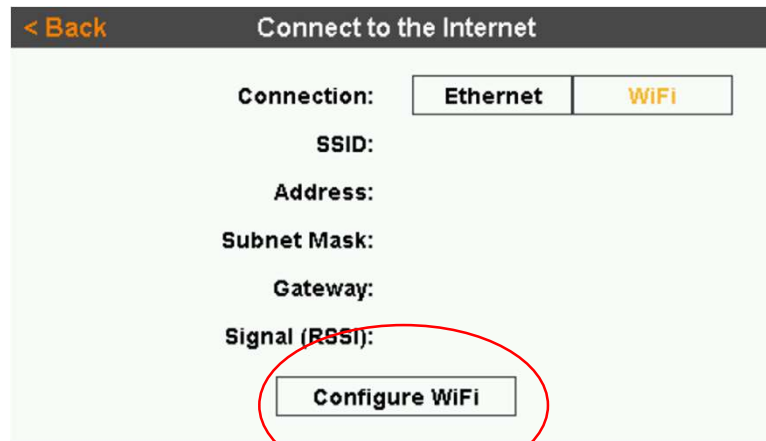 < Back Connect to the Internet
Connection: Ethernet WiFi
SSID:
Address:
Subnet Mask:
Gateway:
Signal (RSSI):
Configure WiFi